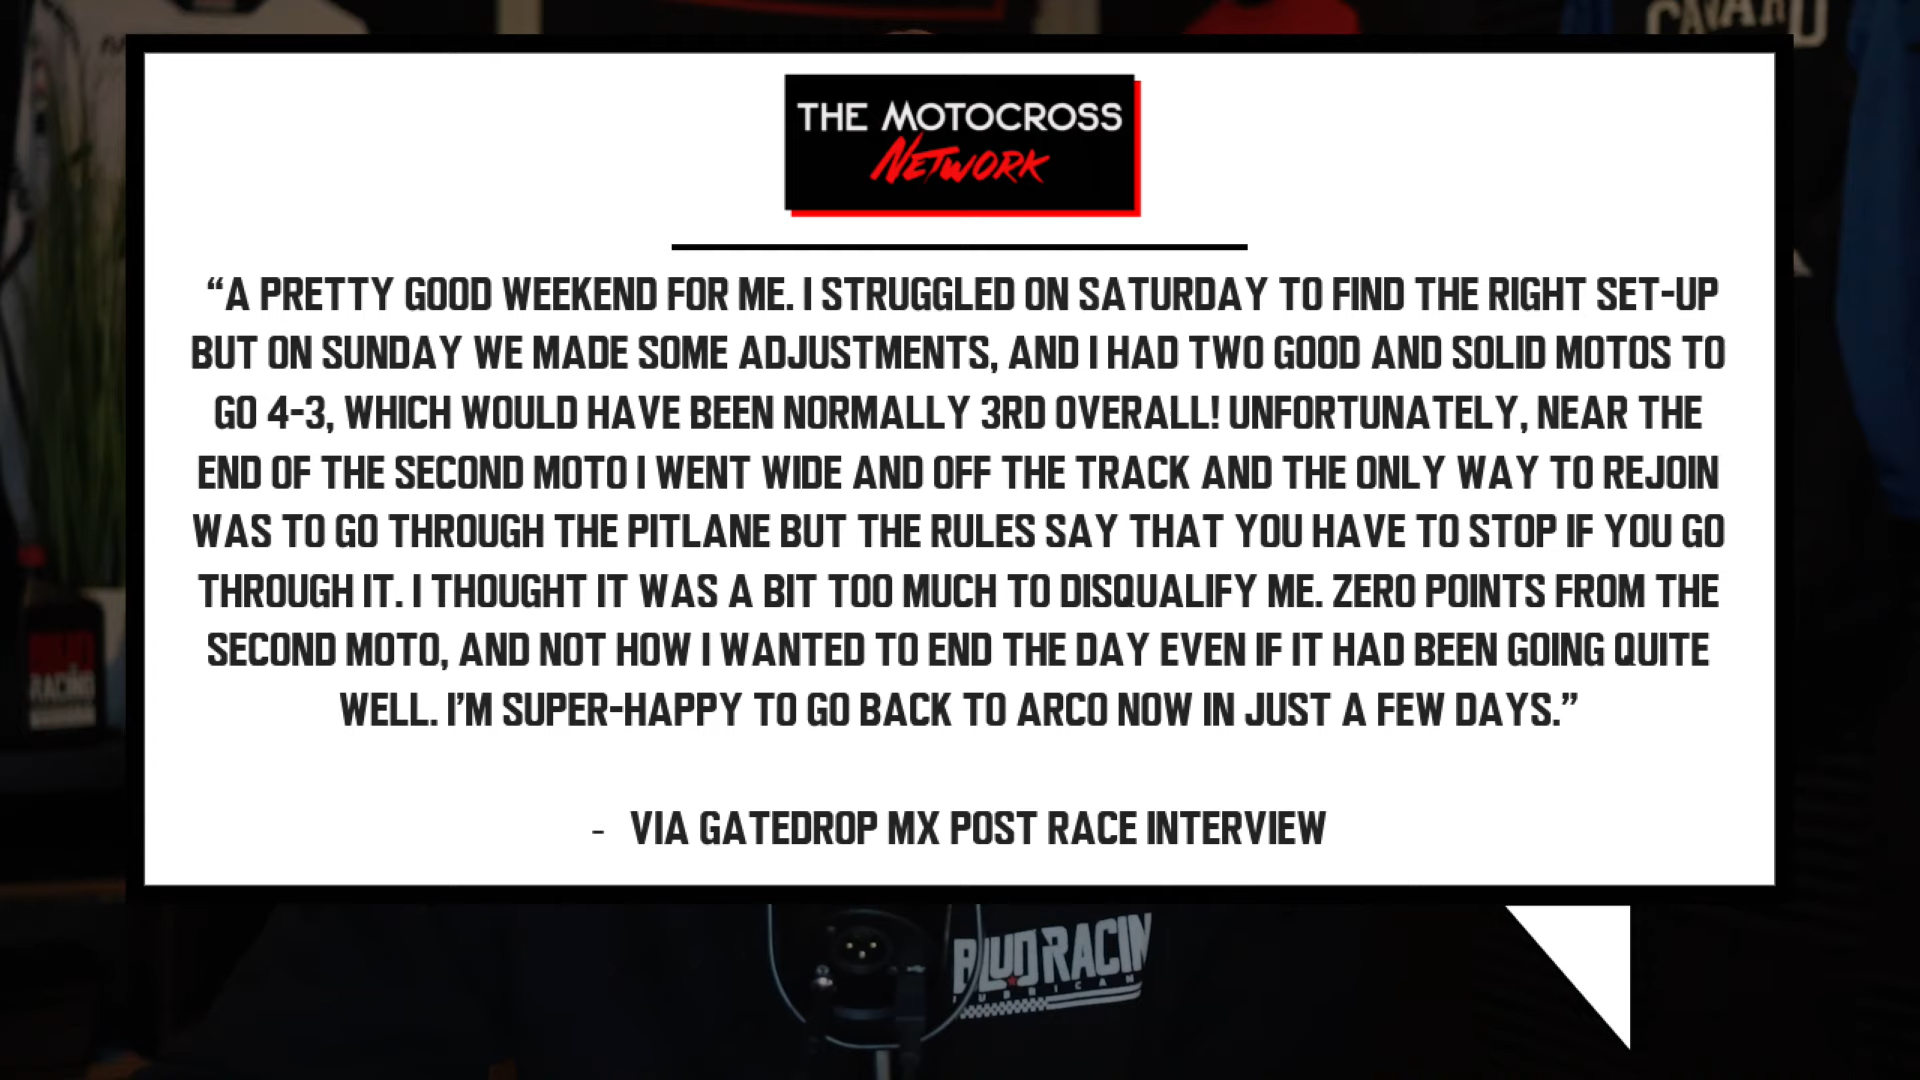 CANARD
THE MOTOCROSS
NETWORK
“A PRETTY GOOD WEEKEND FOR ME. I STRUGGLED ON SATURDAY TO FIND THE RIGHT SET-UP
BUT ON SUNDAY WE MADE SOME ADJUSTMENTS, AND I HAD TWO GOOD AND SOLID MOTOS TO
GO 4-3, WHICH WOULD HAVE BEEN NORMALLY 3RD OVERALL! UNFORTUNATELY, NEAR THE
END OF THE SECOND MOTO I WENT WIDE AND OFF THE TRACK AND THE ONLY WAY TO REJOIN
WAS TO GO THROUGH THE PITLANE BUT THE RULES SAY THAT YOU HAVE TO STOP IF YOU GO
THROUGH IT. I THOUGHT IT WAS A BIT TOO MUCH TO DISQUALIFY ME. ZERO POINTS FROM THE
SECOND MOTO, AND NOT HOW I WANTED TO END THE DAY EVEN IF IT HAD BEEN GOING QUITE
WELL. I’M SUPER-HAPPY TO GO BACK TO ARCO NOW IN JUST A FEW DAYS.”
- VIA GATEDROP MX POST RACE INTERVIEW
RACING
BLUD RACIN
LUBRICAN